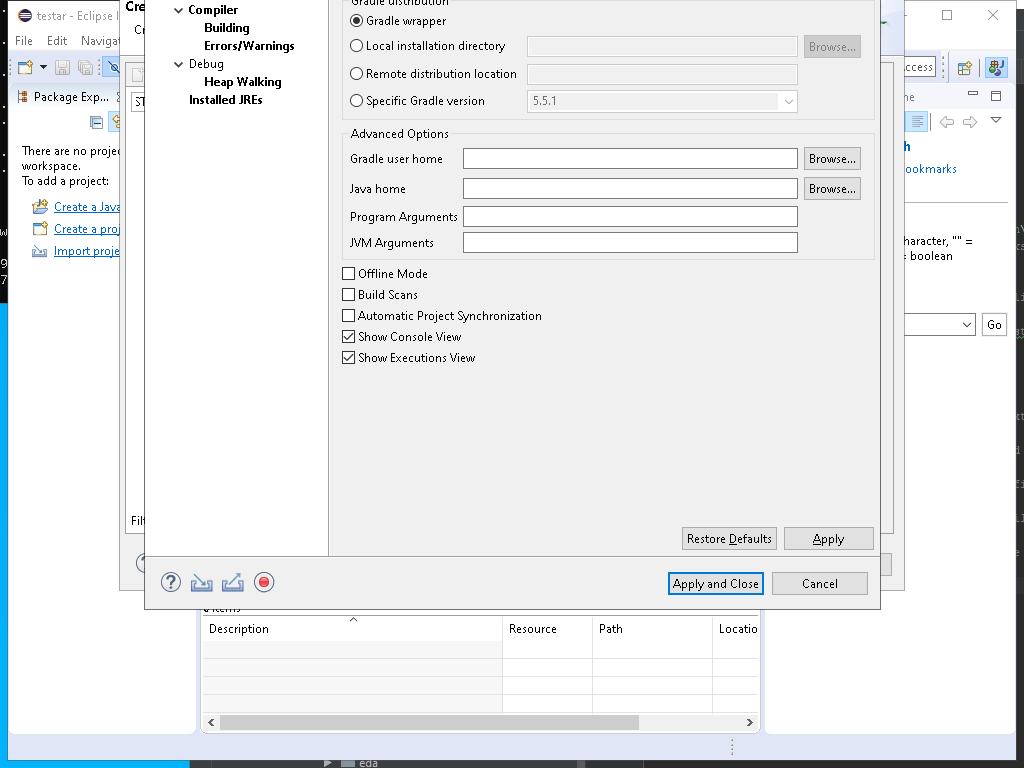 testar - Eclipse I
File Edit Navigat
Package Exp...
There are no projec
workspace.
To add a project:
Create a Java
Create a proj
Import proje
Cre
Cr
ST
Filt
Compiler
Building
Errors/Warnings
Debug
Heap Walking
Installed JREs
Gradle distribution
Gradle wrapper
Local installation directory
Browse...
Remote distribution location
Specific Gradle version
5.5.1
Advanced Options
Gradle user home
Browse...
Java home
Browse...
Program Arguments
JVM Arguments
Offline Mode
Build Scans
Automatic Project Synchronization
Show Console View
Show Executions View
Restore Defaults
Apply
Apply and Close
Cancel
ccess
ne
h
ookmarks
haracter, "" =
= boolean
Go
0 items
Description
Resource
Path
Locatio
eda